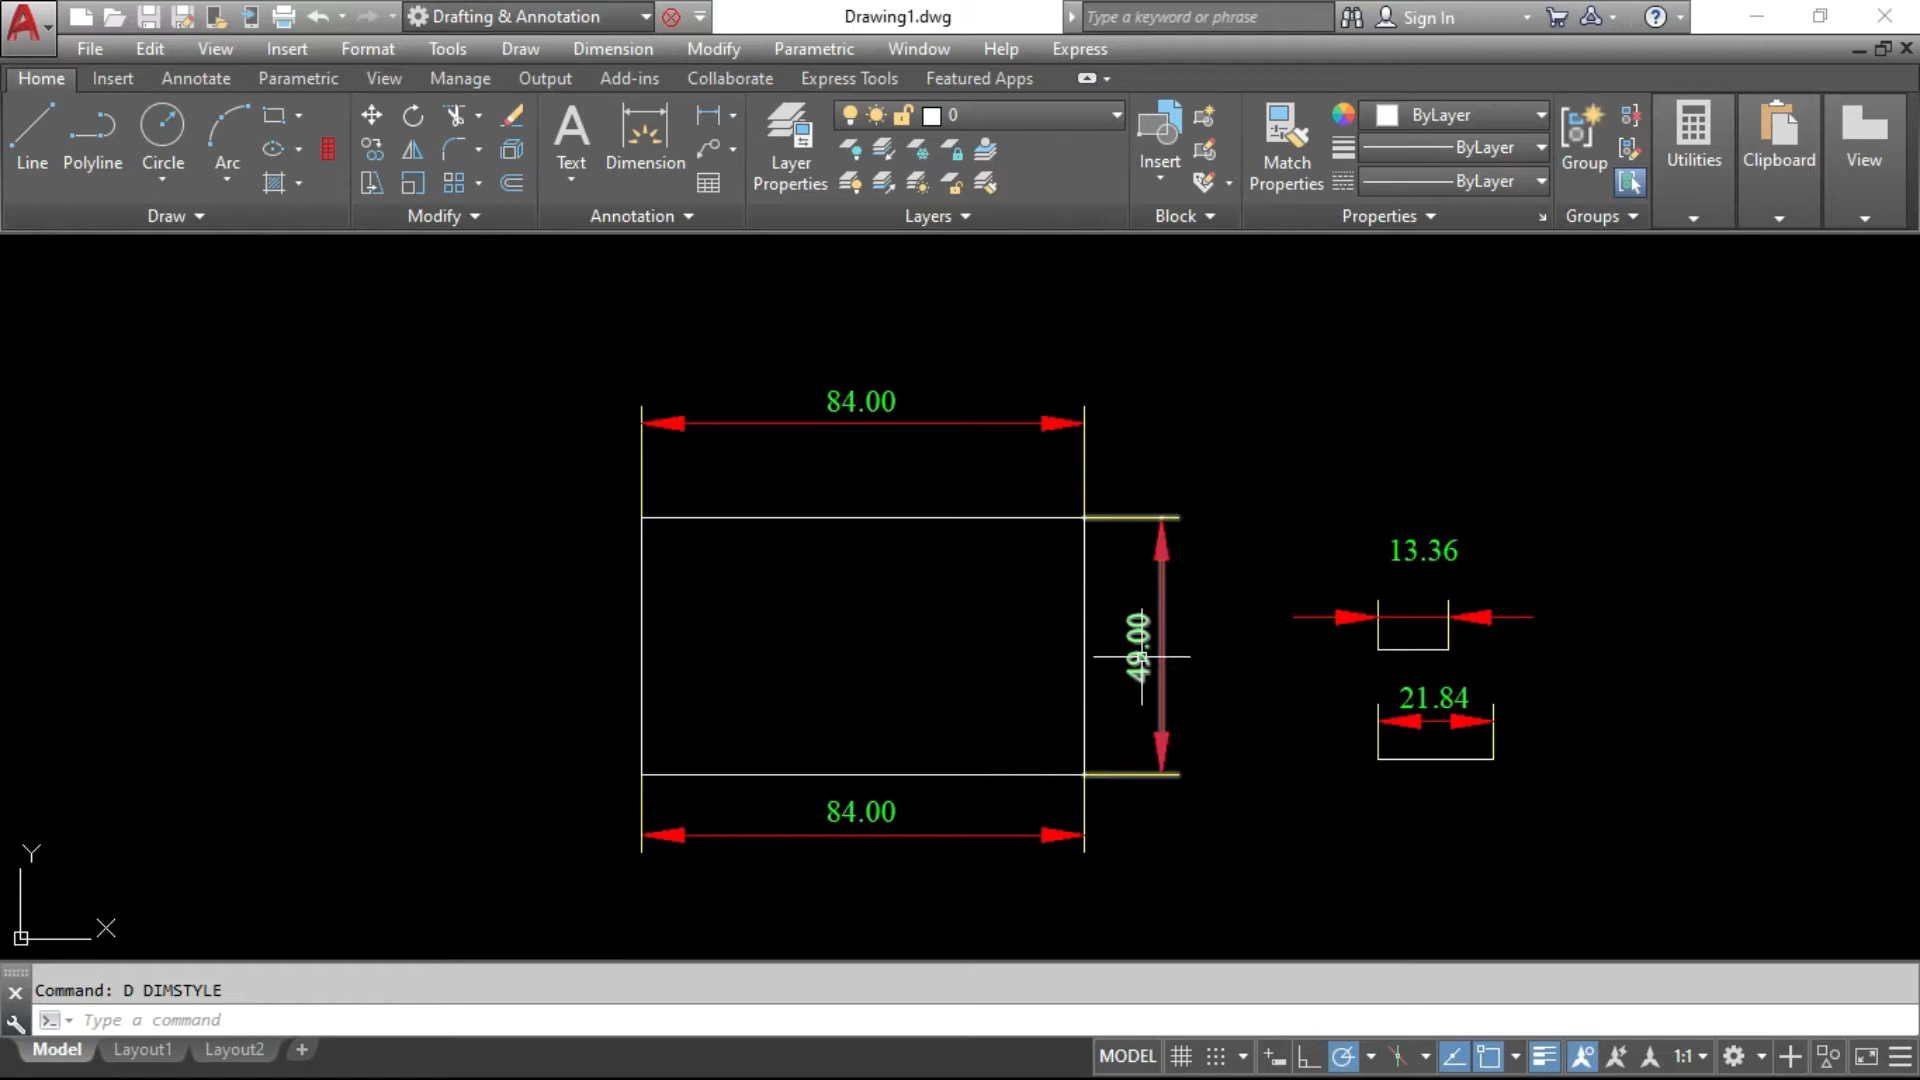 Drafting & Annotation
Drawing1.dwg
Type a keyword or phrase
Sign In
File Edit View Insert Format Tools Draw Dimension Modify Parametric Window Help Express
Home Insert Annotate Parametric View Manage Output Add-ins Collaborate Express Tools Featured Apps
A
0
ByLayer
ByLayer
ByLayer
Line Polyline Circle Arc
Text Dimension
Layer Properties
Insert
Match Properties
Group
Utilities
Clipboard
View
Draw Modify Annotation Layers Block Properties Groups
84.00
49.00
84.00
13.36
21.84
Y
X
Command: D DIMSTYLE
Type a command
Model Layout1 Layout2 +
MODEL
1:1